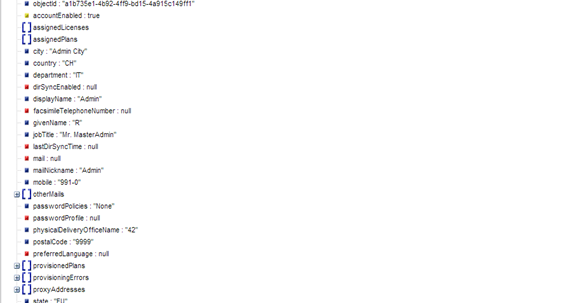 objectId : "a1b735e1-4b92-4ff9-bd15-4a915c149ff1"
accountEnabled : true
assignedLicenses
assignedPlans
city : "Admin City"
country : "CH"
department : "IT"
dirSyncEnabled : null
displayName : "Admin"
facsimileTelephoneNumber : null
givenName : "R"
jobTitle : "Mr. MasterAdmin"
lastDirSyncTime : null
mail : null
mailNickname : "Admin"
mobile : "991-0"
otherMails
passwordPolicies : "None"
passwordProfile : null
physicalDeliveryOfficeName : "42"
postalCode : "9999"
preferredLanguage : null
provisionedPlans
provisioningErrors
proxyAddresses
state : "EU"